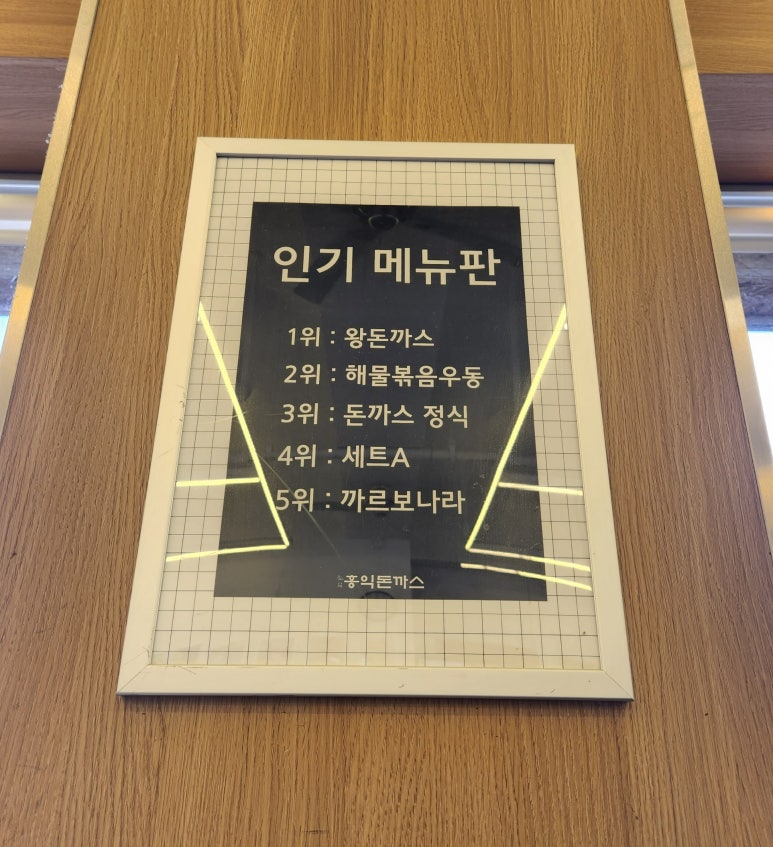 인기 메뉴판
1위 : 왕돈까스
2위 : 해물볶음우동
3위 : 돈까스 정식
4위 : 세트A
5위 : 까르보나라
홍익돈까스